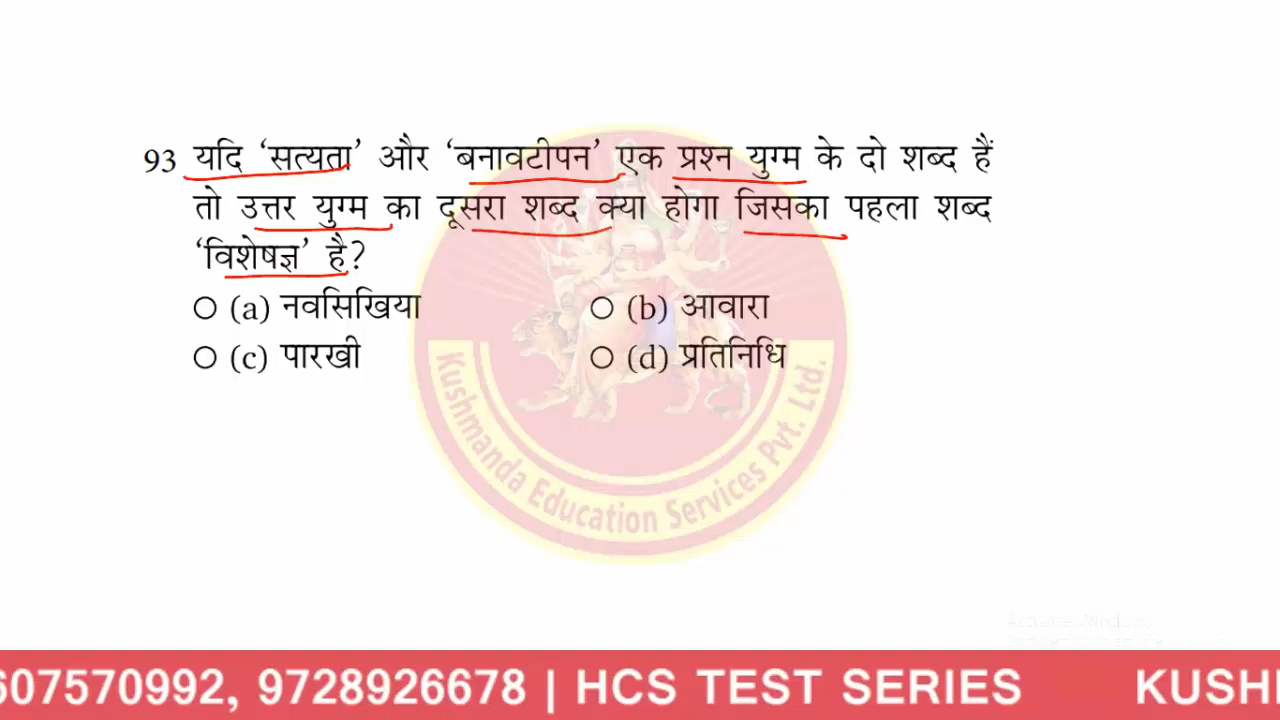 93 यदि ‘सत्यता’ और ‘बनावटीपन’ एक प्रश्न युग्म के दो शब्द हैं
तो उत्तर युग्म का दूसरा शब्द क्या होगा जिसका पहला शब्द
‘विशेषज्ञ’ है?
(a) नवसिखिया (b) आवारा
(c) पारखी (d) प्रतिनिधि
Kushmanda Education Services Pvt. Ltd.
607570992, 9728926678 | HCS TEST SERIES KUSHI